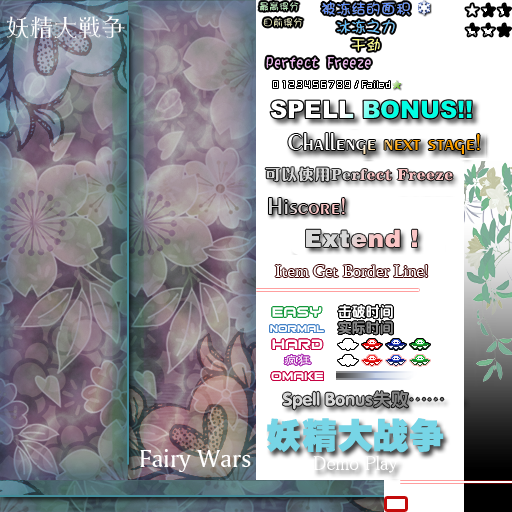 妖精大戦争
Fairy Wars
最高得分
目前得分
被冻结的面积
冰冻之力
干劲
Perfect Freeze
0123456789/Failed
SPELL BONUS!!
Challenge next stage!
可以使用Perfect Freeze
Hiscore!
Extend !
Item Get Border Line!
EASY
NORMAL
HARD
疯狂
OMAKE
击破时间
实际时间
Spell Bonus失败······
妖精大战争
Demo Play